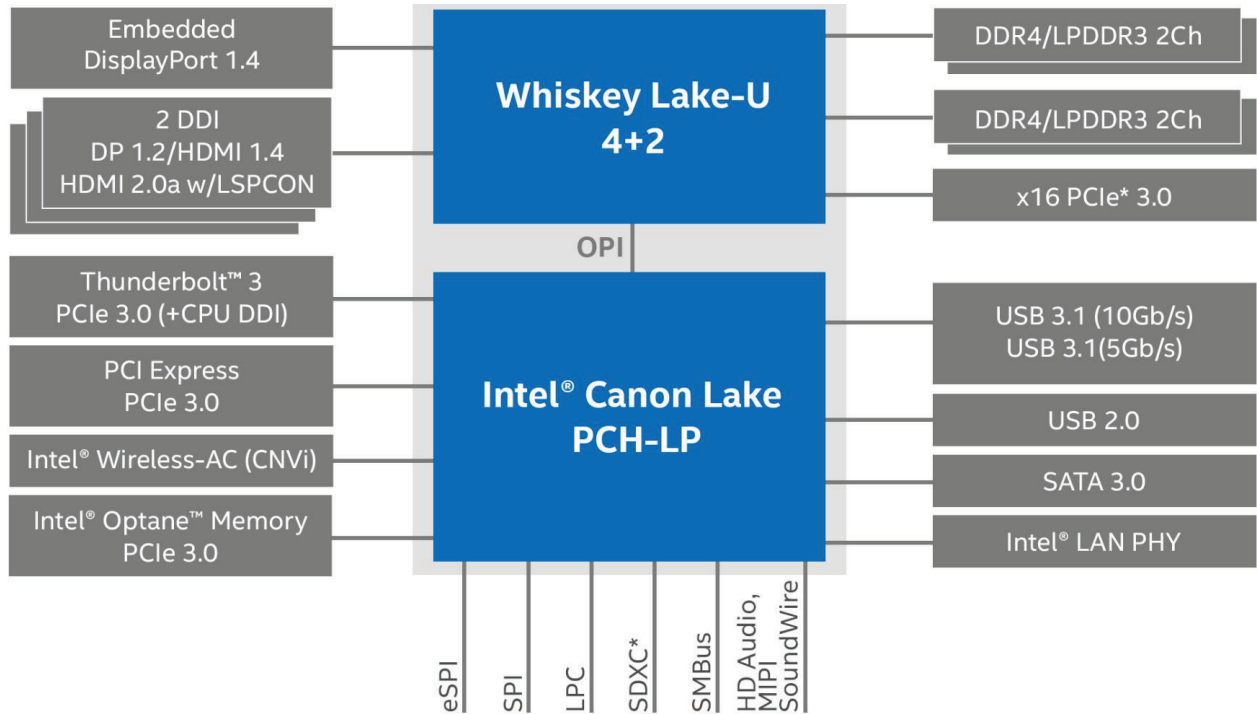 Embedded
DisplayPort 1.4
2 DDI
DP 1.2/HDMI 1.4
HDMI 2.0a w/LSPCON
Thunderbolt™ 3
PCIe 3.0 (+CPU DDI)
PCI Express
PCIe 3.0
Intel® Wireless-AC (CNVi)
Intel® Optane™ Memory
PCIe 3.0
Whiskey Lake-U
4+2
OPI
Intel® Canon Lake
PCH-LP
DDR4/LPDDR3 2Ch
DDR4/LPDDR3 2Ch
x16 PCIe* 3.0
USB 3.1 (10Gb/s)
USB 3.1(5Gb/s)
USB 2.0
SATA 3.0
Intel® LAN PHY
eSPI
SPI
LPC
SDXC*
SMBus
HD Audio,
MIPI
SoundWire